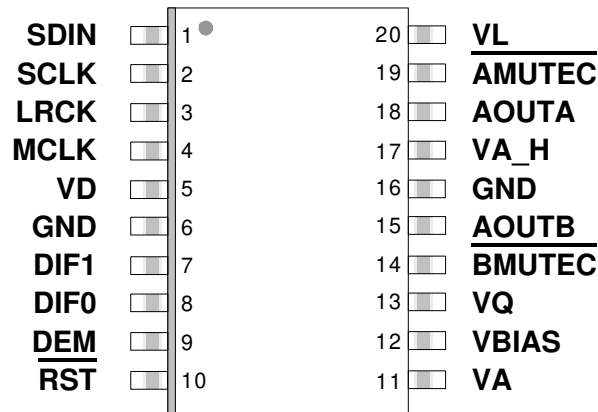 SDIN 1 20 VL
SCLK 2 19 AMUTEC
LRCK 3 18 AOUTA
MCLK 4 17 VA_H
VD 5 16 GND
GND 6 15 AOUTB
DIF1 7 14 BMUTEC
DIF0 8 13 VQ
DEM 9 12 VBIAS
RST 10 11 VA